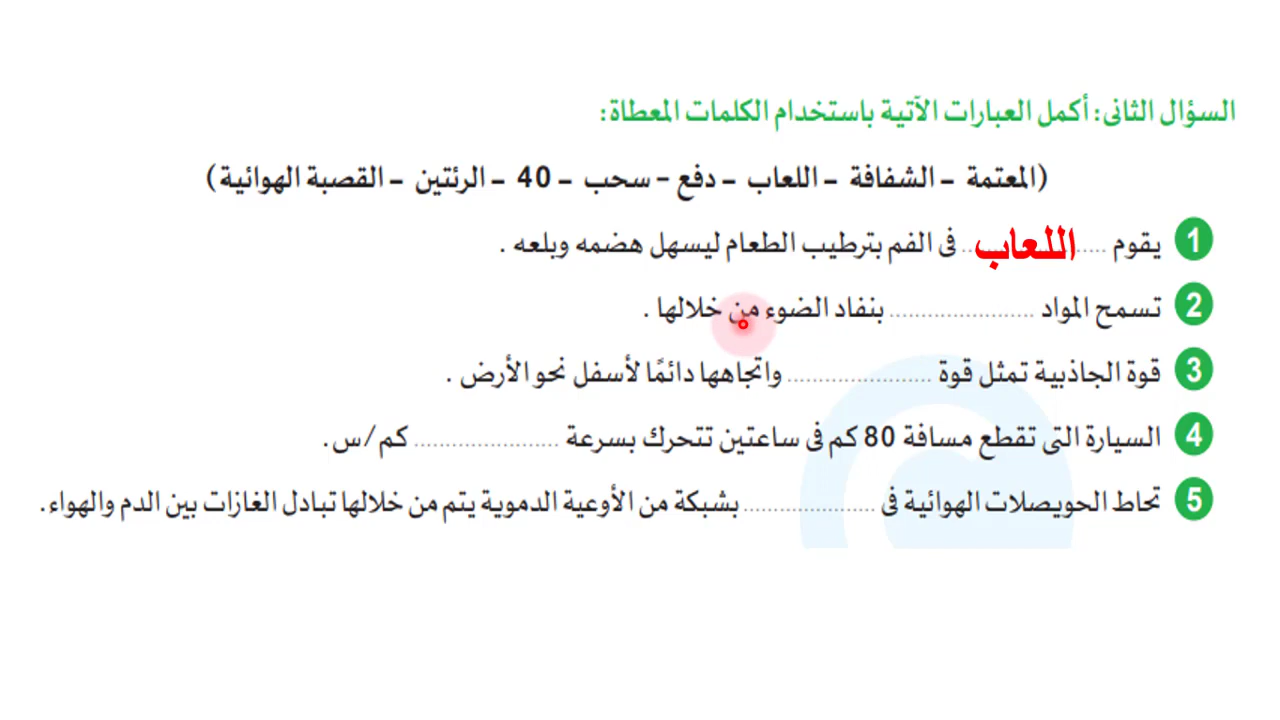 السؤال الثانى: أكمل العبارات الآتية باستخدام الكلمات المعطاة:
(المعتمة – الشفافة – اللعاب – دفع – سحب – 40 – الرئتين – القصبة الهوائية)
1 يقوم ..... اللعاب ..... فى الفم بترطيب الطعام ليسهل هضمه وبلعه .
2 تسمح المواد ..................... بنفاد الضوء من خلالها .
3 قوة الجاذبية تمثل قوة ..................... واتجاهها دائمًا لأسفل نحو الأرض .
4 السيارة التى تقطع مسافة 80 كم فى ساعتين تتحرك بسرعة ..................... كم/س.
5 تحاط الحويصلات الهوائية فى ..................... بشبكة من الأوعية الدموية يتم من خلالها تبادل الغازات بين الدم والهواء.